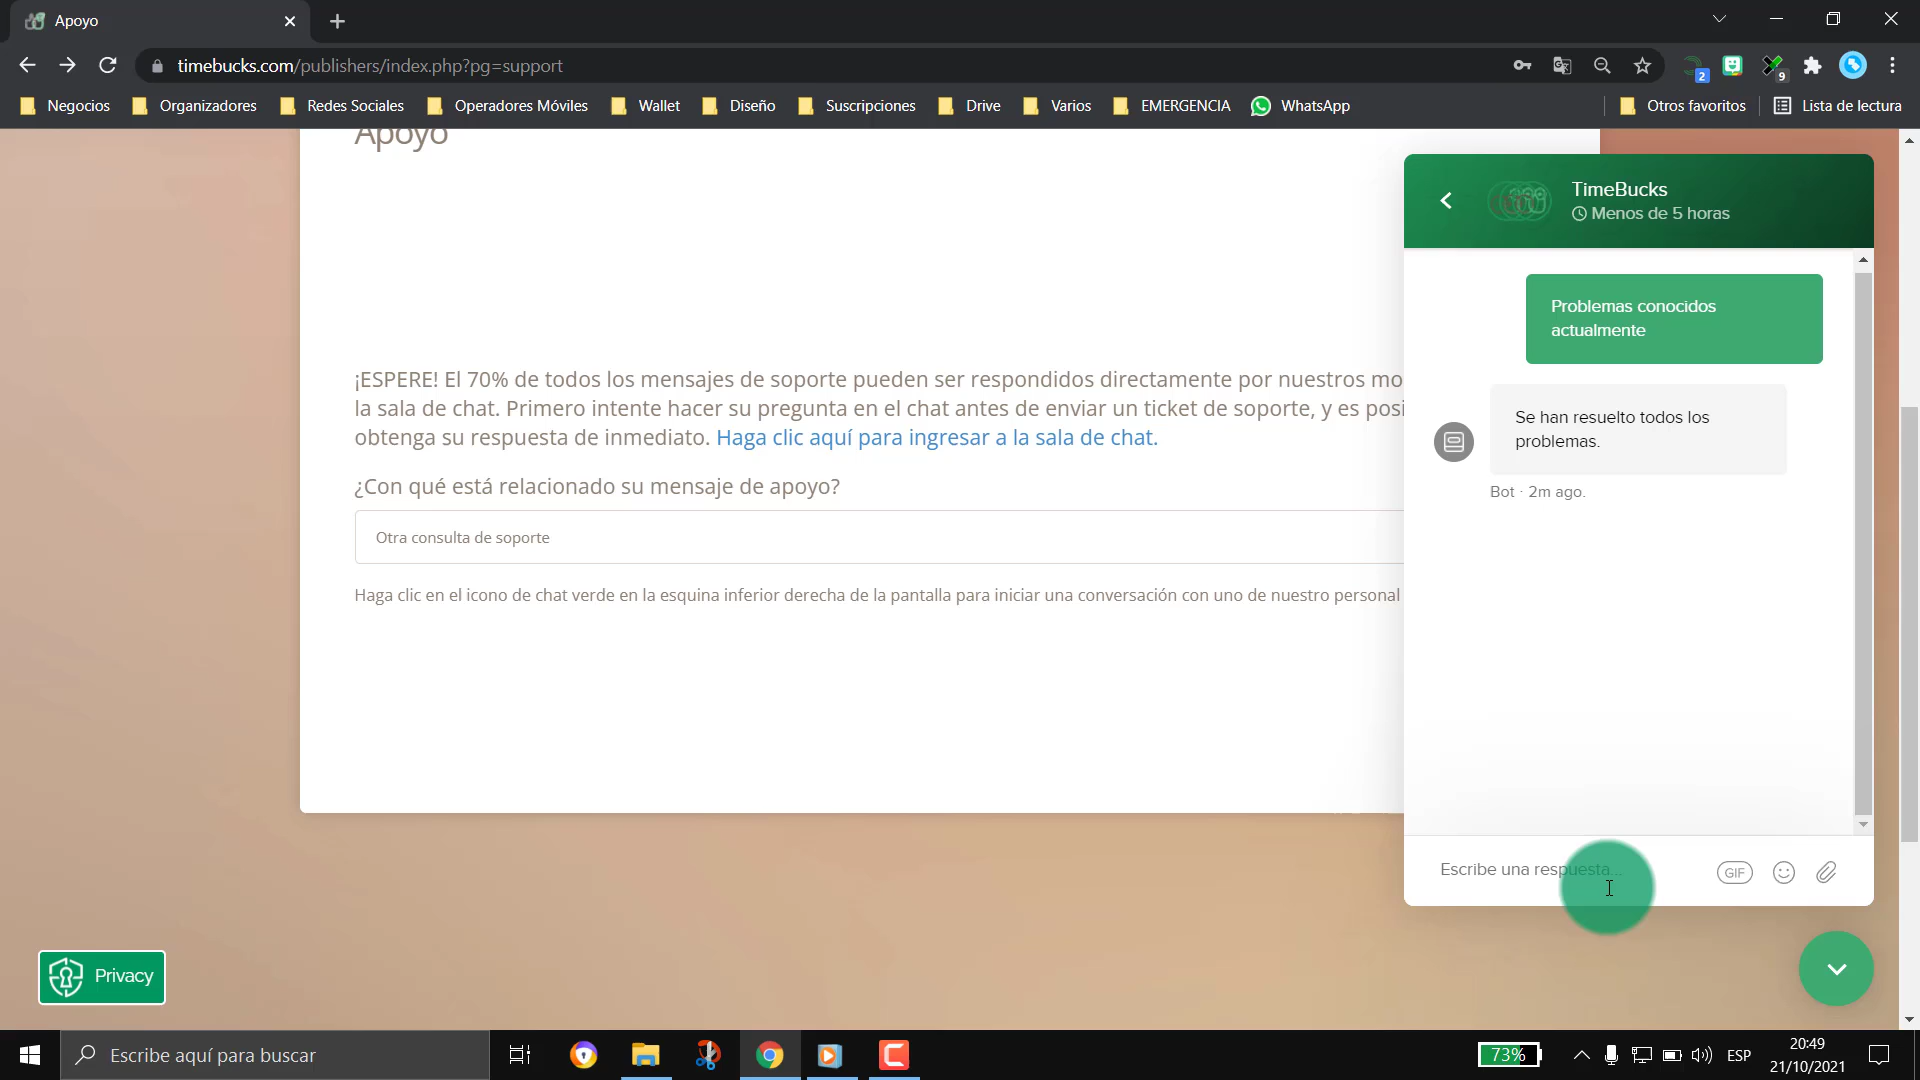 Apoyo
timebucks.com/publishers/index.php?pg=support
2
9
Negocios
Organizadores
Redes Sociales
Operadores Móviles
Wallet
Diseño
Suscripciones
Drive
Varios
EMERGENCIA
WhatsApp
Otros favoritos
Lista de lectura
Apoyo
¡ESPERE! El 70% de todos los mensajes de soporte pueden ser respondidos directamente por nuestros mo
la sala de chat. Primero intente hacer su pregunta en el chat antes de enviar un ticket de soporte, y es posi
obtenga su respuesta de inmediato. Haga clic aquí para ingresar a la sala de chat.
¿Con qué está relacionado su mensaje de apoyo?
Otra consulta de soporte
Haga clic en el icono de chat verde en la esquina inferior derecha de la pantalla para iniciar una conversación con uno de nuestro personal
TimeBucks
Menos de 5 horas
Problemas conocidos
actualmente
Se han resuelto todos los
problemas.
Bot · 2m ago.
Escribe una respuesta...
GIF
Privacy
Escribe aquí para buscar
73%
ESP
20:49
21/10/2021